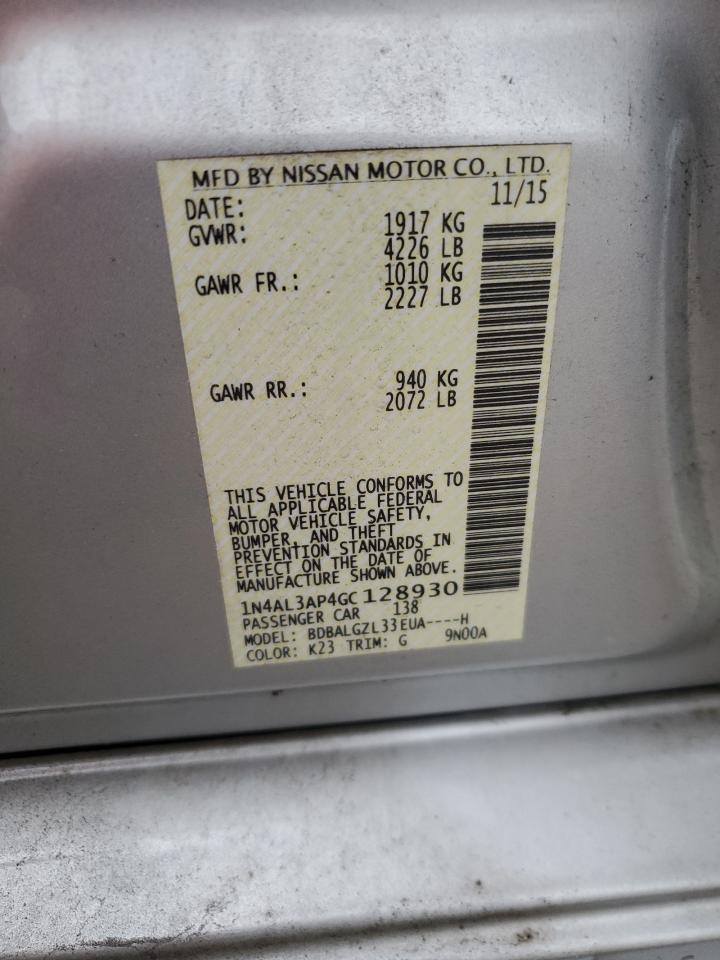 MFD BY NISSAN MOTOR CO., LTD.
DATE: 11/15
GVWR: 1917 KG
4226 LB
GAWR FR.: 1010 KG
2227 LB
GAWR RR.: 940 KG
2072 LB
THIS VEHICLE CONFORMS TO
ALL APPLICABLE FEDERAL
MOTOR VEHICLE SAFETY,
BUMPER, AND THEFT
PREVENTION STANDARDS IN
EFFECT ON THE DATE OF
MANUFACTURE SHOWN ABOVE.
1N4AL3AP4GC128930
PASSENGER CAR 138
MODEL: BDBALGZL33EUA----H
COLOR: K23 TRIM: G 9N00A